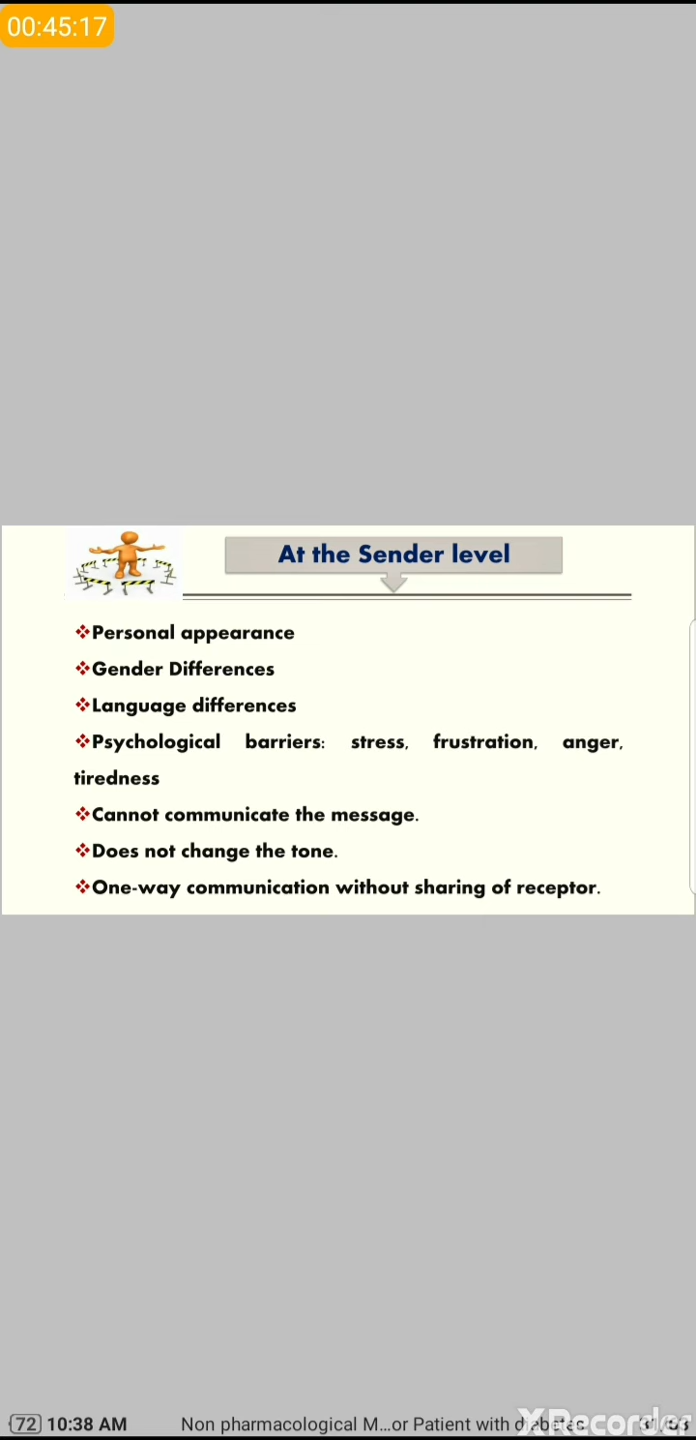 00:45:17
At the Sender level
❖Personal appearance
❖Gender Differences
❖Language differences
❖Psychological barriers: stress, frustration, anger,
tiredness
❖Cannot communicate the message.
❖Does not change the tone.
❖One-way communication without sharing of receptor.
72 10:38 AM Non pharmacological M...or Patient with diabetes
XRecorder